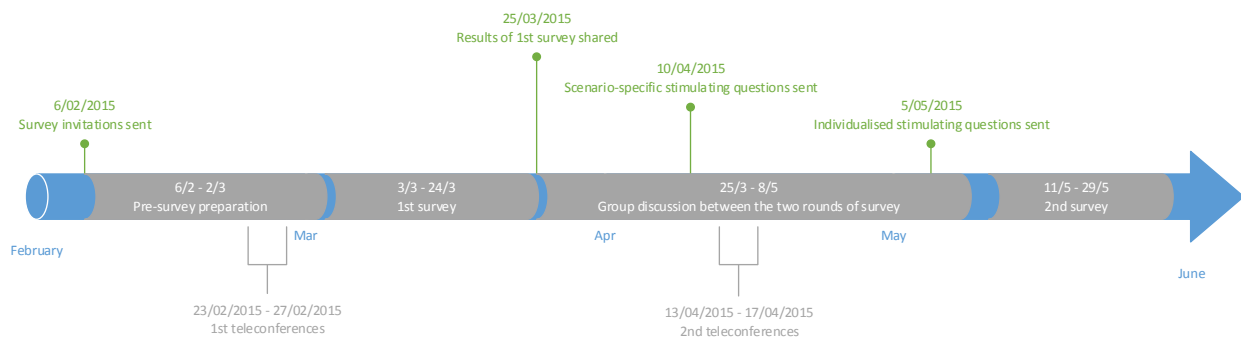 25/03/2015
Results of 1st survey shared
10/04/2015
Scenario-specific stimulating questions sent
6/02/2015
Survey invitations sent
5/05/2015
Individualised stimulating questions sent
6/2 - 2/3
Pre-survey preparation
3/3 - 24/3
1st survey
25/3 - 8/5
Group discussion between the two rounds of survey
11/5 - 29/5
2nd survey
February
Mar
Apr
May
June
23/02/2015 - 27/02/2015
1st teleconferences
13/04/2015 - 17/04/2015
2nd teleconferences